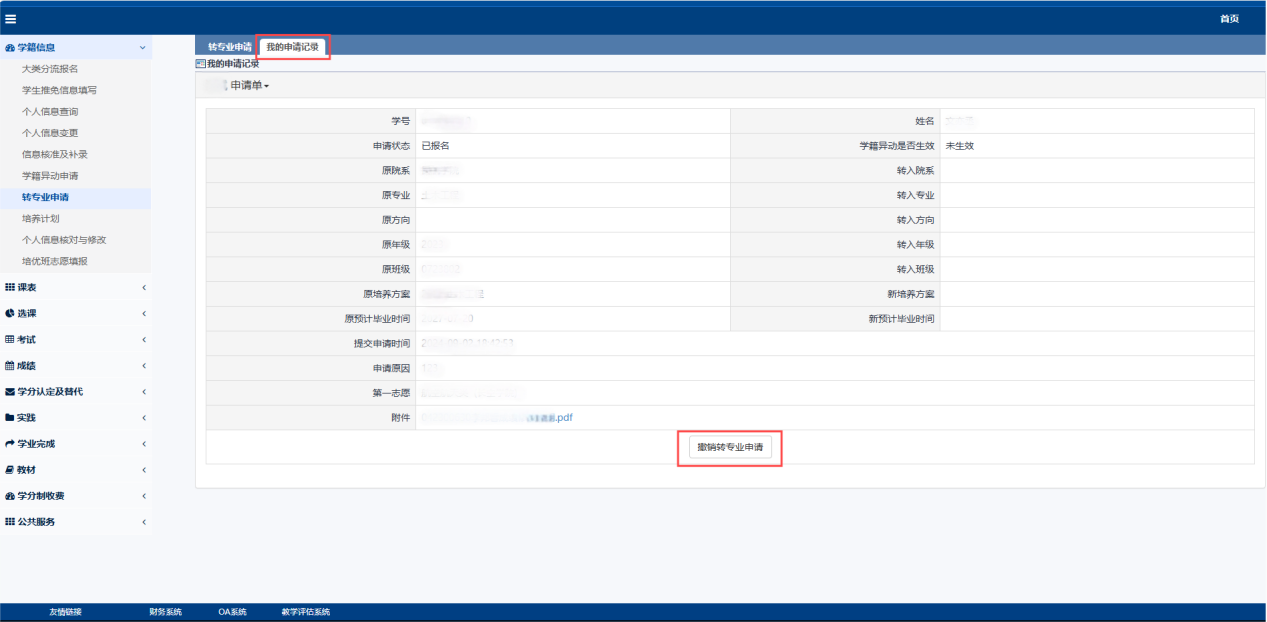 首页
学籍信息
大类分流报名
学生推免信息填写
个人信息查询
个人信息变更
信息核准及补录
学籍异动申请
转专业申请
培养计划
个人信息核对与修改
培优班志愿填报
课表
选课
考试
成绩
学分认定及替代
实践
学业完成
教材
学分制收费
公共服务
转专业申请 我的申请记录
我的申请记录
申请单
学号 姓名
申请状态 已报名 学籍异动是否生效 未生效
原院系 转入院系
原专业 转入专业
原方向 转入方向
原年级 转入年级
原班级 转入班级
原培养方案 新培养方案
原预计毕业时间 新预计毕业时间
提交申请时间
申请原因
第一志愿
附件 .pdf
撤销转专业申请
友情链接 财务系统 OA系统 教学评估系统